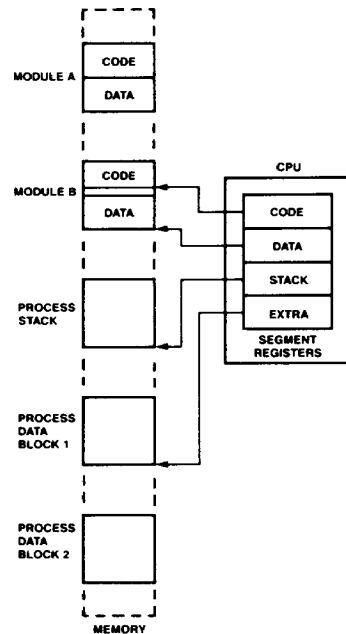 CODE
MODULE A
DATA
CPU
CODE
MODULE B
DATA
CODE
DATA
STACK
EXTRA
SEGMENT
REGISTERS
PROCESS
STACK
PROCESS
DATA
BLOCK 1
PROCESS
DATA
BLOCK 2
MEMORY